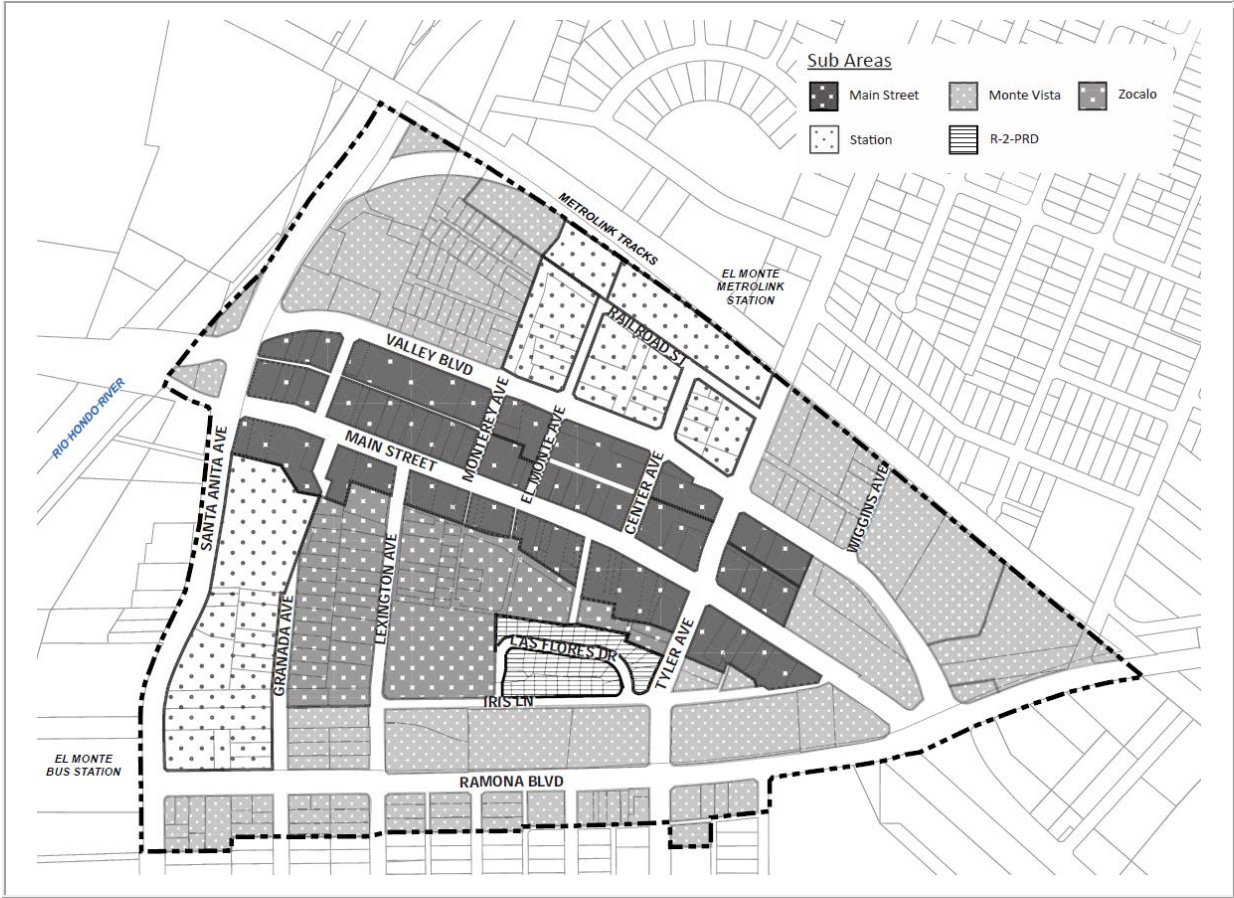 Sub Areas
Main Street
Monte Vista
Zocalo
Station
R-2-PRD
METROLINK TRACKS
EL MONTE
METROLINK
STATION
RAILROAD ST
VALLEY BLVD
MONTEREY AVE
EL MONTE AVE
CENTER AVE
WIGGINS AVE
RIO HONDO RIVER
SANTA ANITA AVE
MAIN STREET
LEXINGTON AVE
GRANADA AVE
LAS FLORES DR
TYLER AVE
IRIS LN
EL MONTE
BUS STATION
RAMONA BLVD